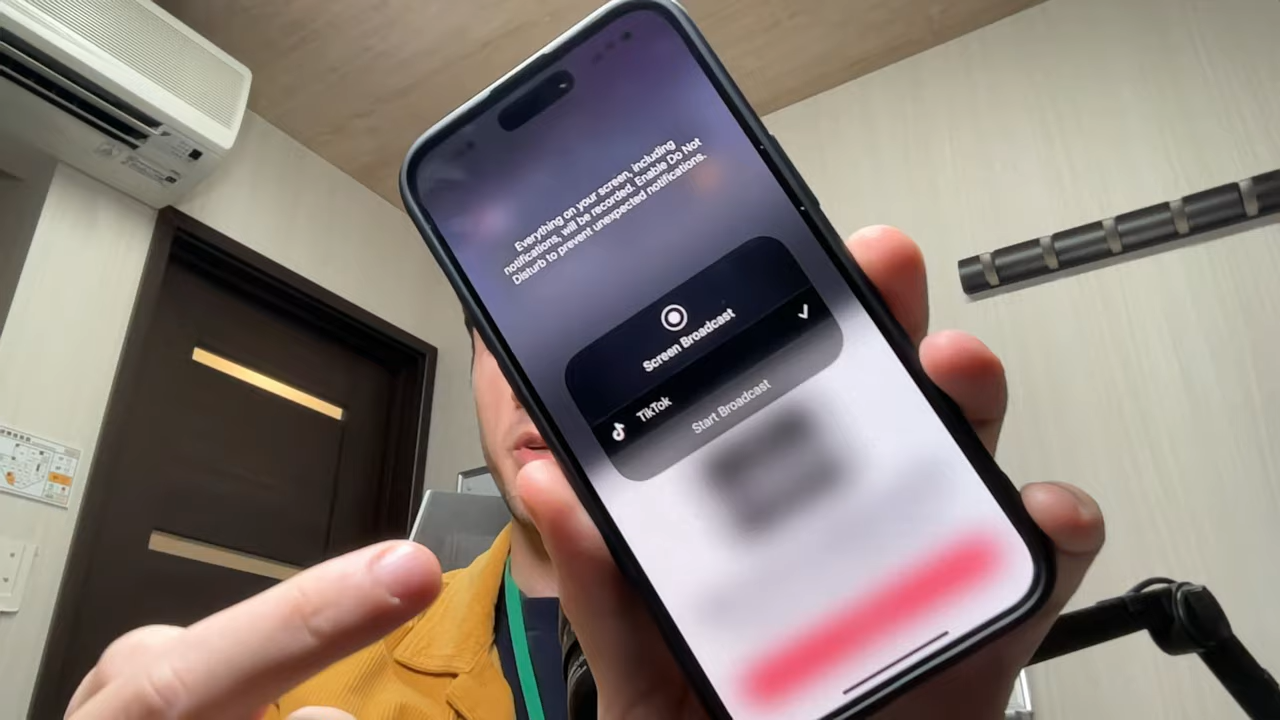 Everything on your screen, including
notifications, will be recorded. Enable Do Not
Disturb to prevent unexpected notifications.
Screen Broadcast
TikTok
Start Broadcast